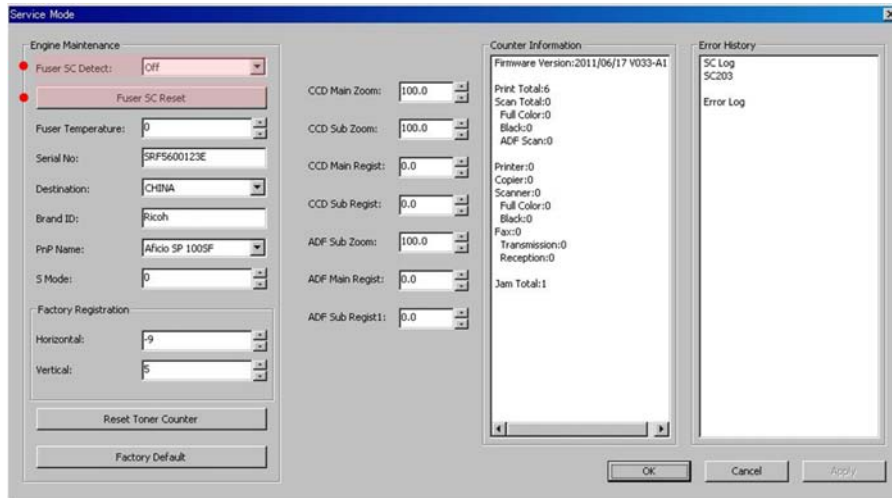 Service Mode
Engine Maintenance
Fuser SC Detect: Off
Fuser SC Reset
Fuser Temperature: 0
Serial No: SRF5600123E
Destination: CHINA
Brand ID: Ricoh
PnP Name: Aficio SP 100SF
S Mode: 0
Factory Registration
Horizontal: -9
Vertical: 5
Reset Toner Counter
Factory Default
CCD Main Zoom: 100.0
CCD Sub Zoom: 100.0
CCD Main Regist: 0.0
CCD Sub Regist: 0.0
ADF Sub Zoom: 100.0
ADF Main Regist: 0.0
ADF Sub Regist1: 0.0
Counter Information
Firmware Version:2011/06/17 V033-A1
Print Total:6
Scan Total:0
Full Color:0
Black:0
ADF Scan:0
Printer:0
Copier:0
Scanner:0
Full Color:0
Black:0
Fax:0
Transmission:0
Reception:0
Jam Total:1
Error History
SC Log
SC203
Error Log
OK
Cancel
Apply